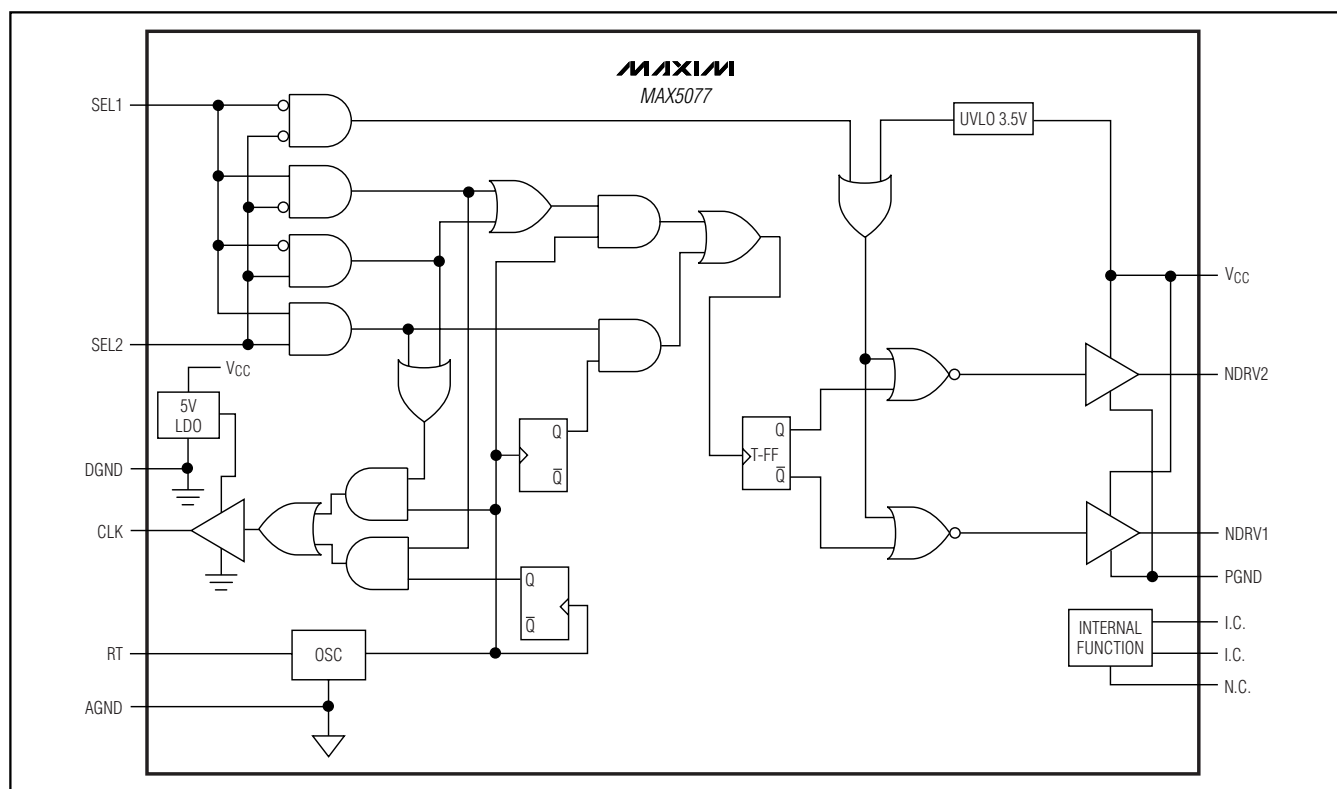 MAXIM
MAX5077
SEL1
UVLO 3.5V
VCC
SEL2
VCC
5V
LDO
NDRV2
Q
Q̅
Q
T-FF
Q̅
DGND
CLK
NDRV1
Q
Q̅
PGND
INTERNAL
FUNCTION
I.C.
I.C.
N.C.
RT
OSC
AGND